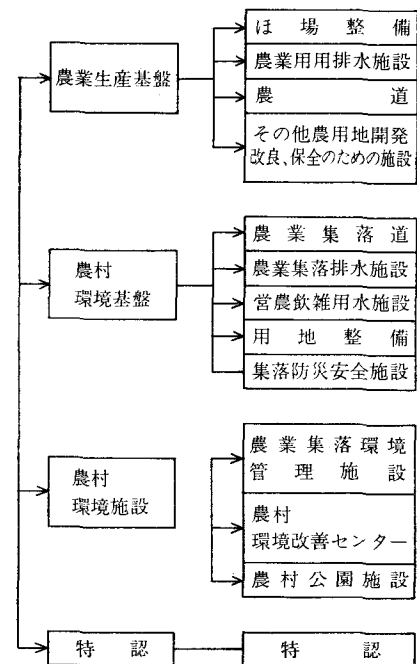 農業生産基盤
ほ場整備
農業用用排水施設
農道
その他農用地開発
改良、保全のための施設
農村
環境基盤
農業集落道
農業集落排水施設
営農飲雑用水施設
用地整備
集落防災安全施設
農村
環境施設
農業集落環境
管理施設
農村
環境改善センター
農村公園施設
特認
特認